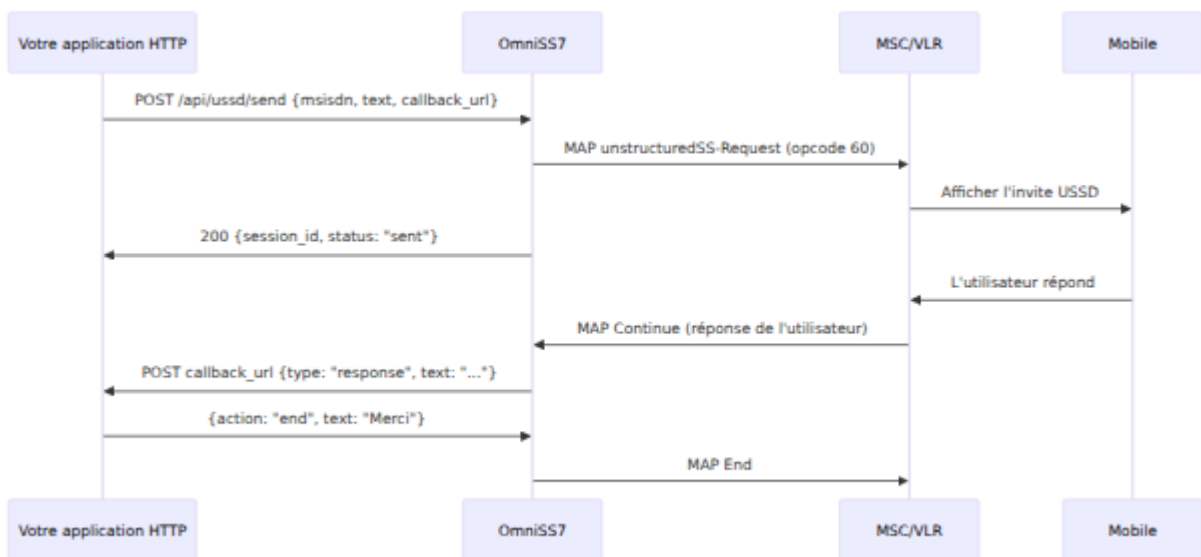 Votre application HTTP
OmniSS7
MSC/VLR
Mobile
POST /api/ussd/send {msisdn, text, callback_url}
MAP unstructuredSS-Request (opcode 60)
Afficher l'invite USSD
200 {session_id, status: "sent"}
L'utilisateur répond
MAP Continue (réponse de l'utilisateur)
POST callback_url {type: "response", text: "..."}
{action: "end", text: "Merci"}
MAP End
Votre application HTTP
OmniSS7
MSC/VLR
Mobile